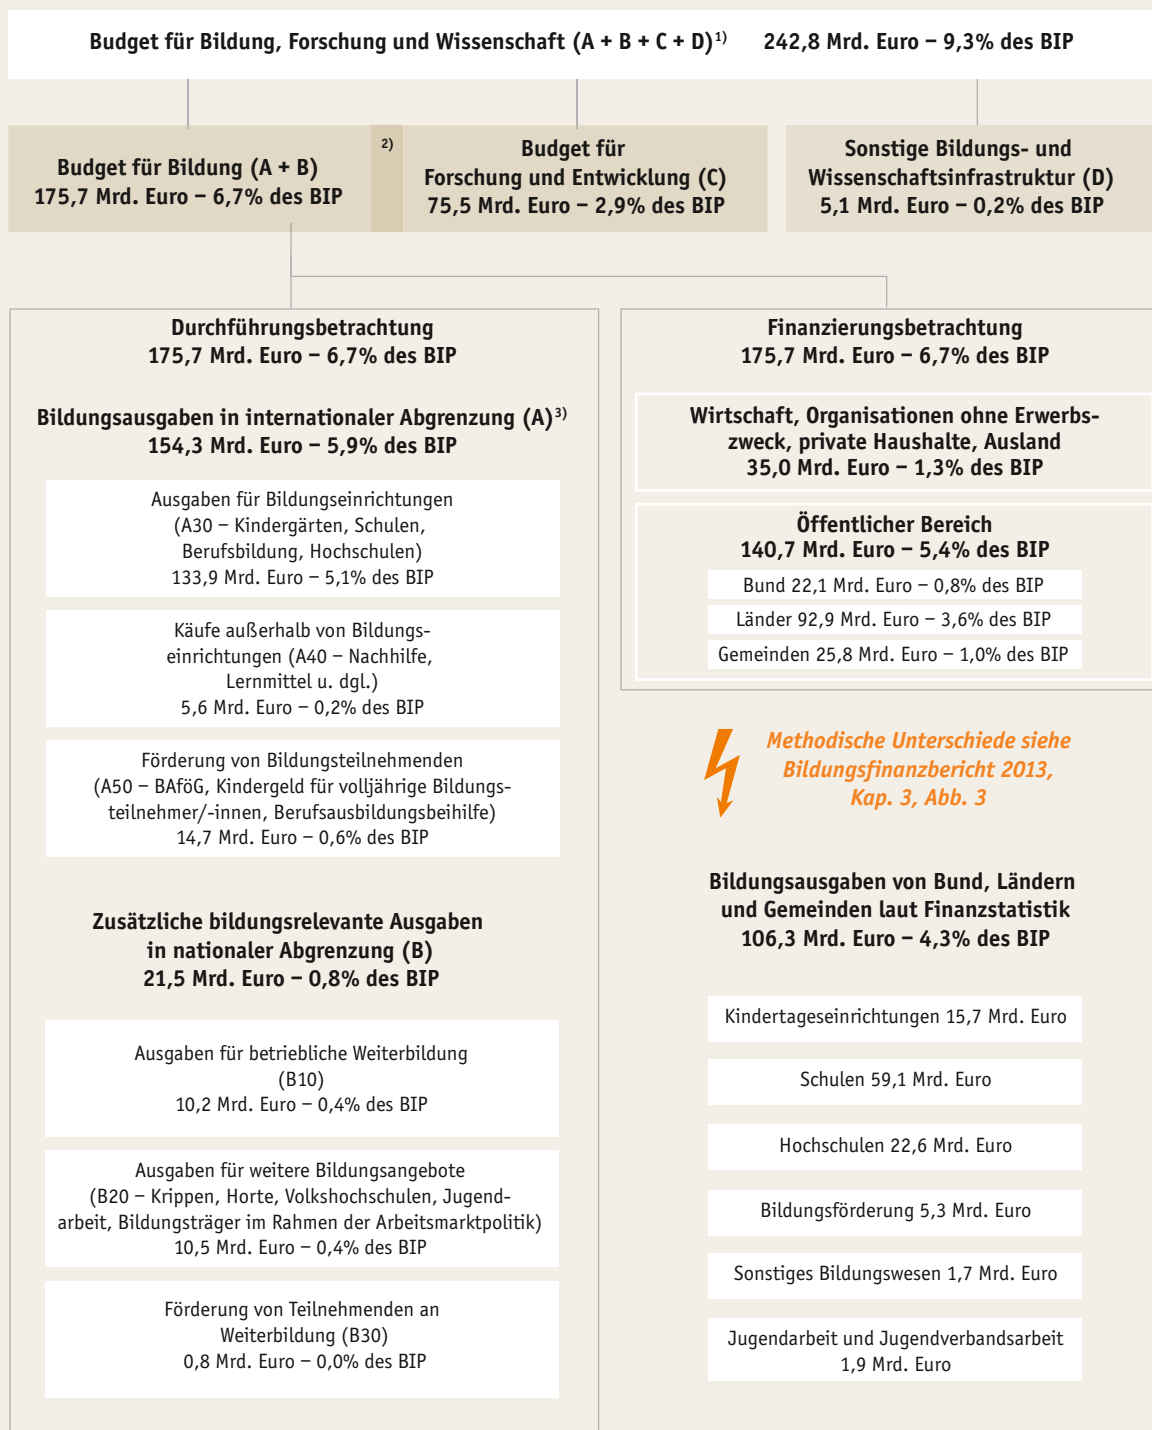 Budget für Bildung, Forschung und Wissenschaft (A + B + C + D)1) 242,8 Mrd. Euro – 9,3% des BIP
Budget für Bildung (A + B)
175,7 Mrd. Euro – 6,7% des BIP
2)
Budget für
Forschung und Entwicklung (C)
75,5 Mrd. Euro – 2,9% des BIP
Sonstige Bildungs- und
Wissenschaftsinfrastruktur (D)
5,1 Mrd. Euro – 0,2% des BIP
Durchführungsbetrachtung
175,7 Mrd. Euro – 6,7% des BIP
Bildungsausgaben in internationaler Abgrenzung (A)3)
154,3 Mrd. Euro – 5,9% des BIP
Ausgaben für Bildungseinrichtungen
(A30 – Kindergärten, Schulen,
Berufsbildung, Hochschulen)
133,9 Mrd. Euro – 5,1% des BIP
Käufe außerhalb von Bildungs-
einrichtungen (A40 – Nachhilfe,
Lernmittel u. dgl.)
5,6 Mrd. Euro – 0,2% des BIP
Förderung von Bildungsteilnehmenden
(A50 – BAföG, Kindergeld für volljährige Bildungs-
teilnehmer/-innen, Berufsausbildungsbeihilfe)
14,7 Mrd. Euro – 0,6% des BIP
Zusätzliche bildungsrelevante Ausgaben
in nationaler Abgrenzung (B)
21,5 Mrd. Euro – 0,8% des BIP
Ausgaben für betriebliche Weiterbildung
(B10)
10,2 Mrd. Euro – 0,4% des BIP
Ausgaben für weitere Bildungsangebote
(B20 – Krippen, Horte, Volkshochschulen, Jugend-
arbeit, Bildungsträger im Rahmen der Arbeitsmarktpolitik)
10,5 Mrd. Euro – 0,4% des BIP
Förderung von Teilnehmenden an
Weiterbildung (B30)
0,8 Mrd. Euro – 0,0% des BIP
Finanzierungsbetrachtung
175,7 Mrd. Euro – 6,7% des BIP
Wirtschaft, Organisationen ohne Erwerbs-
zweck, private Haushalte, Ausland
35,0 Mrd. Euro – 1,3% des BIP
Öffentlicher Bereich
140,7 Mrd. Euro – 5,4% des BIP
Bund 22,1 Mrd. Euro – 0,8% des BIP
Länder 92,9 Mrd. Euro – 3,6% des BIP
Gemeinden 25,8 Mrd. Euro – 1,0% des BIP
Methodische Unterschiede siehe
Bildungsfinanzbericht 2013,
Kap. 3, Abb. 3
Bildungsausgaben von Bund, Ländern
und Gemeinden laut Finanzstatistik
106,3 Mrd. Euro – 4,3% des BIP
Kindertageseinrichtungen 15,7 Mrd. Euro
Schulen 59,1 Mrd. Euro
Hochschulen 22,6 Mrd. Euro
Bildungsförderung 5,3 Mrd. Euro
Sonstiges Bildungswesen 1,7 Mrd. Euro
Jugendarbeit und Jugendverbandsarbeit
1,9 Mrd. Euro